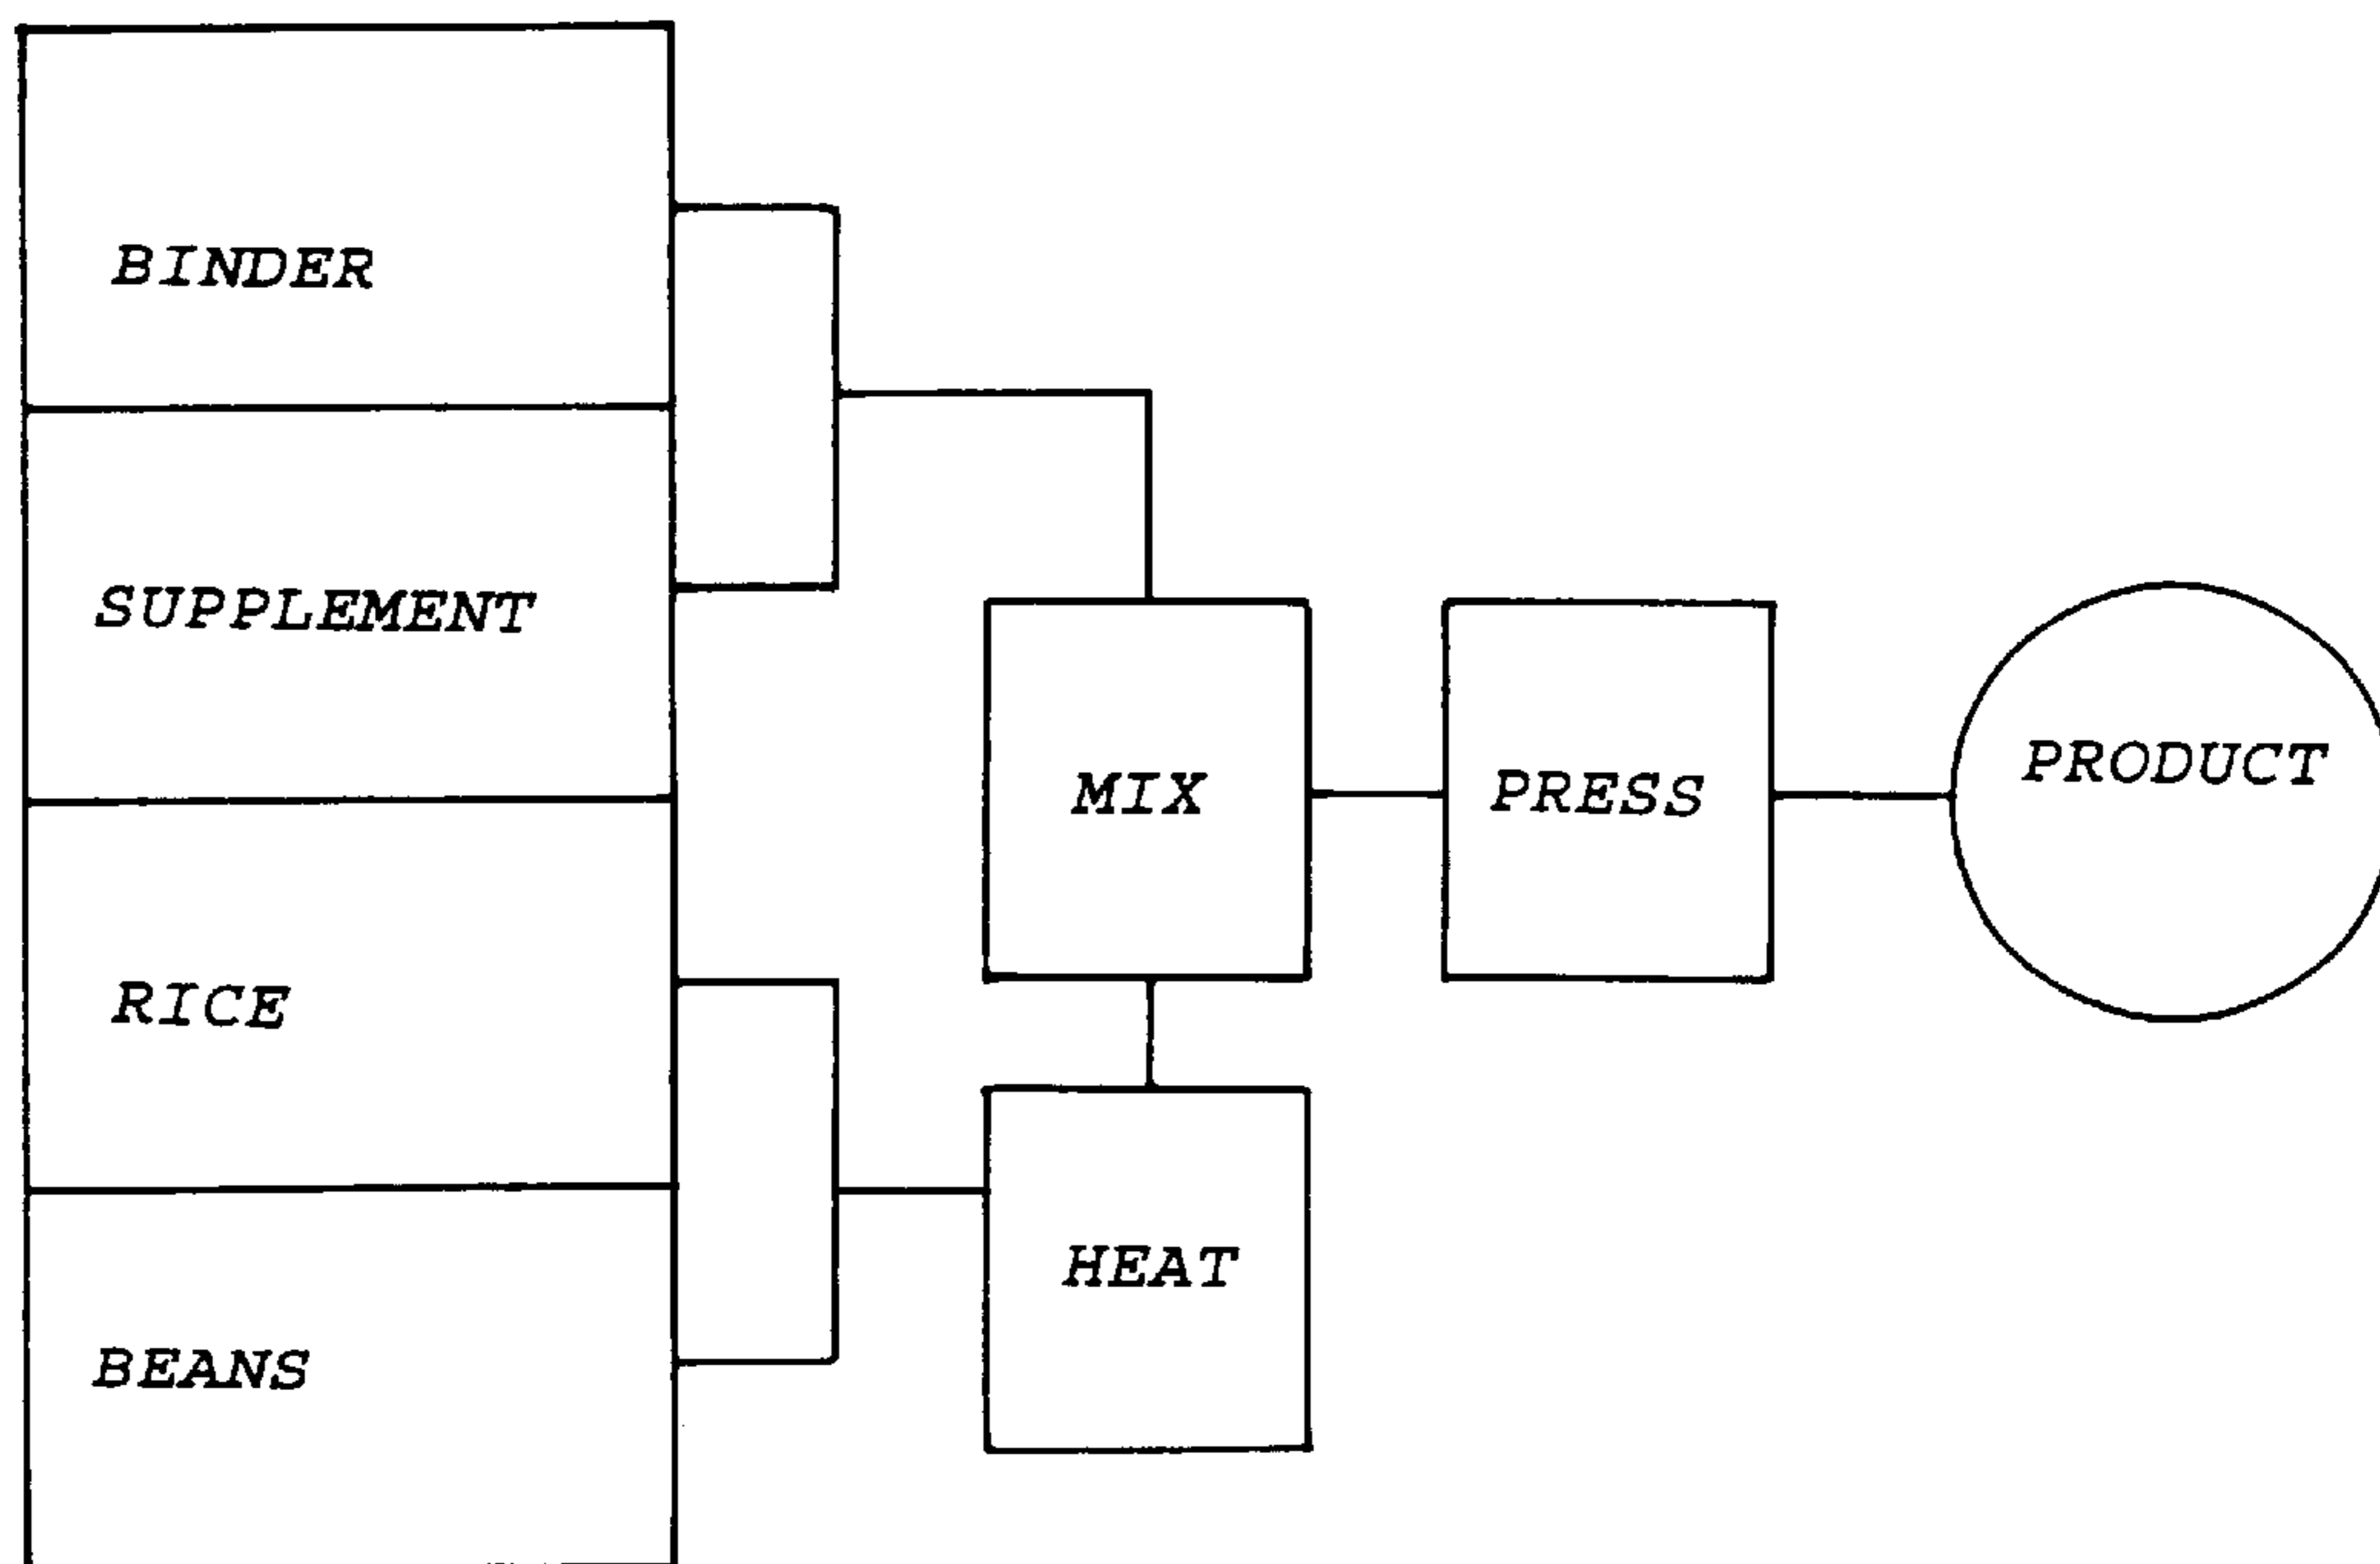 BINDER
SUPPLEMENT
RICE
BEANS
MIX
PRESS
PRODUCT
HEAT